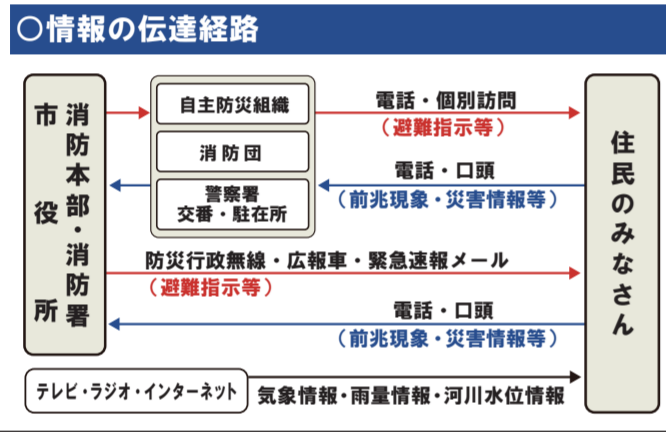 ○情報の伝達経路
市役所
消防本部・消防署
自主防災組織
消防団
警察署
交番・駐在所
電話・個別訪問
（避難指示等）
電話・口頭
（前兆現象・災害情報等）
防災行政無線・広報車・緊急速報メール
（避難指示等）
電話・口頭
（前兆現象・災害情報等）
住民のみなさん
テレビ・ラジオ・インターネット
気象情報・雨量情報・河川水位情報